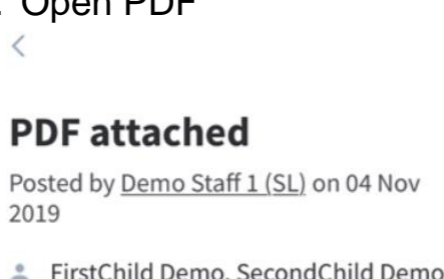 . Open PDF
PDF attached
Posted by Demo Staff 1 (SL) on 04 Nov
2019
FirstChild Demo, SecondChild Demo